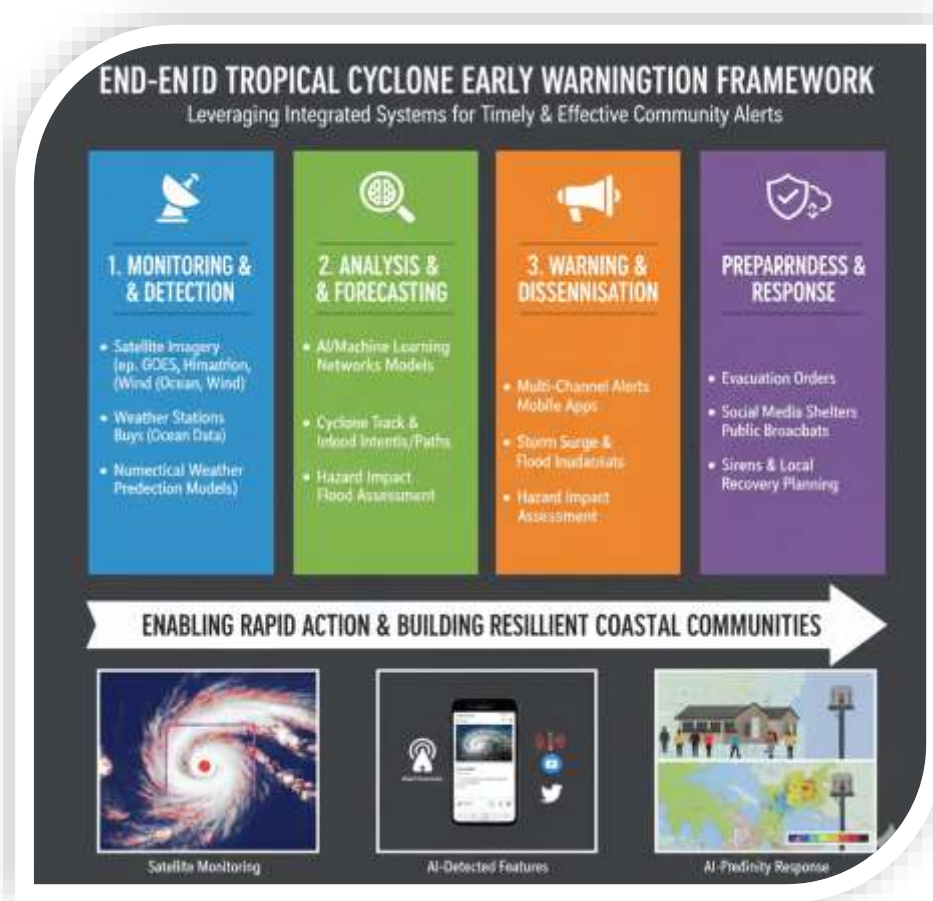 END-ENTD TROPICAL CYCLONE EARLY WARNINGTION FRAMEWORK
Leveraging Integrated Systems for Timely & Effective Community Alerts
1. MONITORING &
& DETECTION
• Satellite Imagery
(ep. GOES, Himatrion,
(Wind (Ocean, Wind)
• Weather Stations
Buys (Ocean Data)
• Numectical Weather
Predection Models)
2. ANALYSIS &
& FORECASTING
• AI/Machine Learning
Networks Models
• Cyclone Track &
Intentis/Paths
• Hazard Impact
Flood Assessment
3. WARNING &
DISSENNISATION
• Multi-Channel Alerts
Mobile Apps
• Storm Surge &
Flood
• Hazard Impact
Assessment
PREPARRNDESS &
RESPONSE
• Evacuation Orders
• Social Media Shelters
Public Broacbats
• Sirens & Local
Recovery Planning
ENABLING RAPID ACTION & BUILDING RESILLIENT COASTAL COMMUNITIES
Satellite Monitoring
AI-Detected Features
AI-Predinity Response